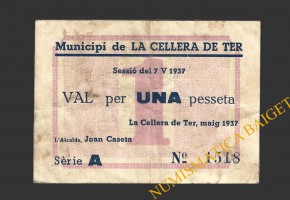 Municipi de LA CELLERA DE TER
Sessió del 7 V 1937
VAL per UNA pesseta
La Cellera de Ter, maig 1937
L'Alcalde, Joan Caseta
Sèrie A
Nº 1518
NUMISMATICA BAIGET